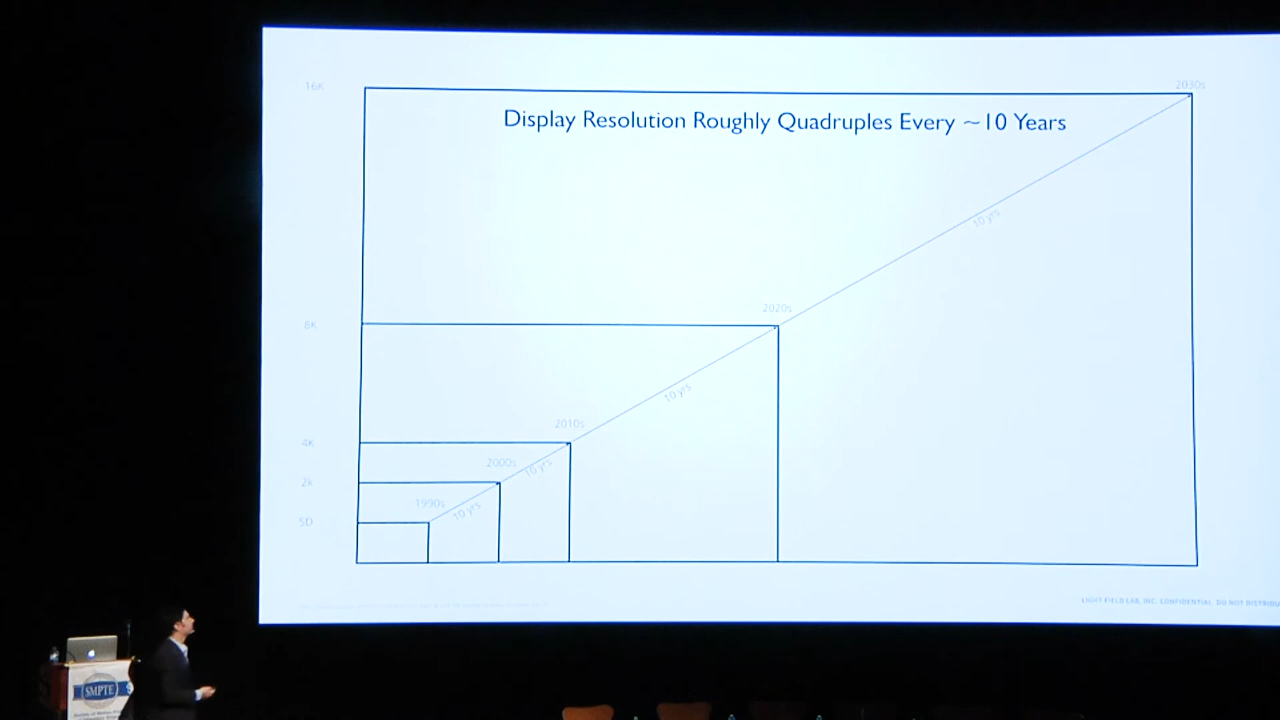 16K
2030s
Display Resolution Roughly Quadruples Every ~10 Years
10 yrs
2020s
8K
10 yrs
2010s
4K
2000s
10 yrs
2k
1990s
10 yrs
SD
LIGHT FIELD LAB, INC. CONFIDENTIAL. DO NOT DISTRIBU
SMPTE